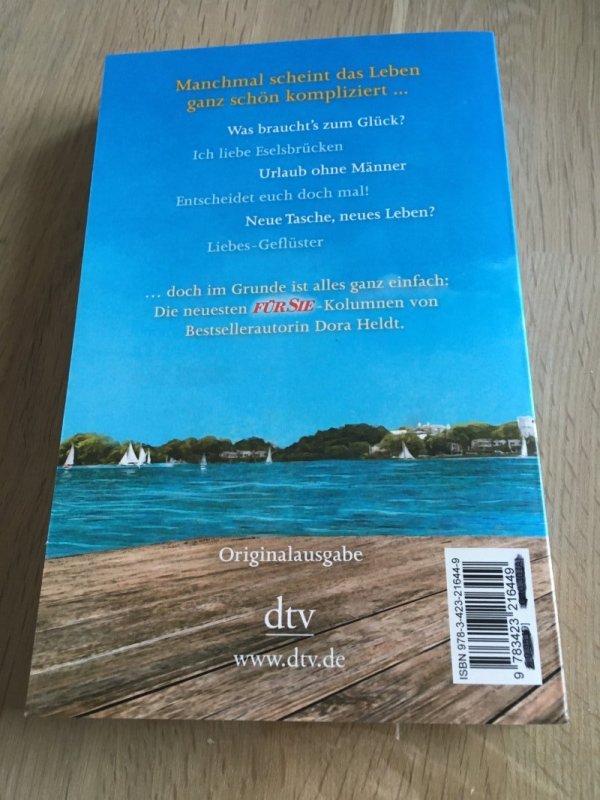 Manchmal scheint das Leben
ganz schön kompliziert ...
Was braucht's zum Glück?
Ich liebe Eselsbrücken
Urlaub ohne Männer
Entscheidet euch doch mal!
Neue Tasche, neues Leben?
Liebes-Geflüster
... doch im Grunde ist alles ganz einfach:
Die neuesten FÜR SIE-Kolumnen von
Bestsellerautorin Dora Heldt.
Originalausgabe
dtv
www.dtv.de
ISBN 978-3-423-21644-9
9 783423 216449